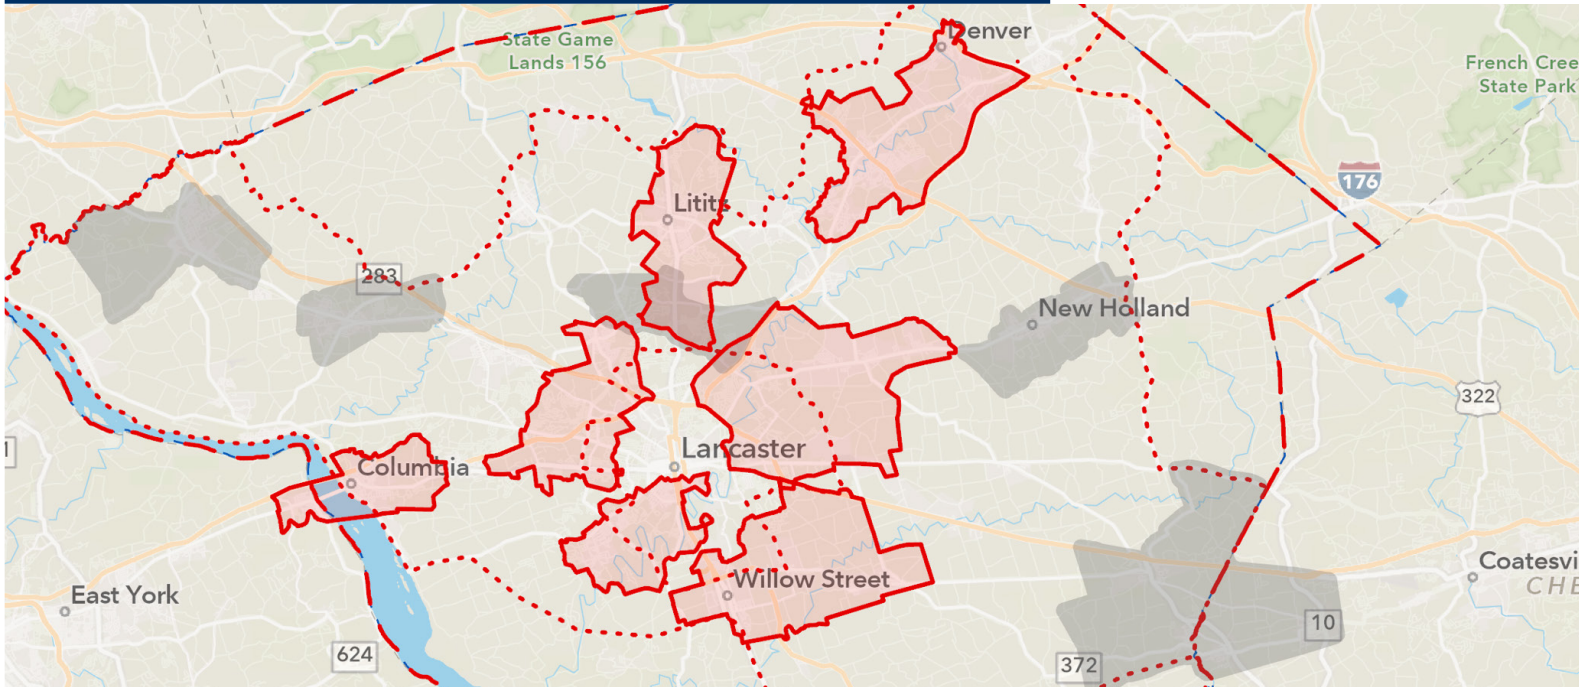 Denver
State Game
Lands 156
French Cree
State Park
176
Lititz
283
New Holland
322
1
Lancaster
Columbia
Willow Street
Coatesvi
CHE
East York
10
624
372